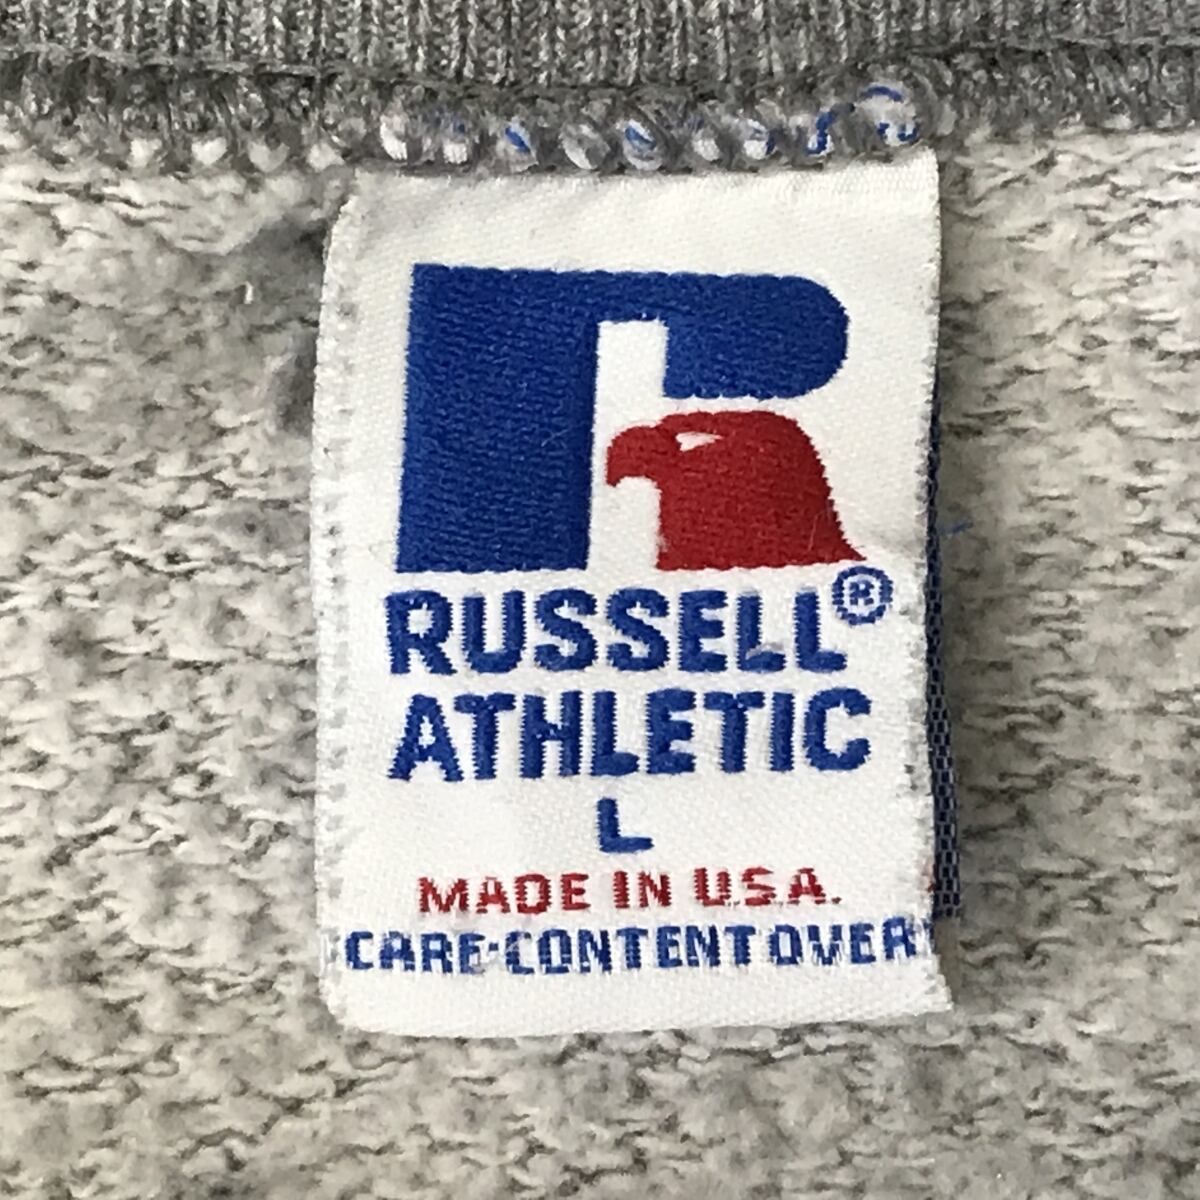 RUSSELL®
ATHLETIC
L
MADE IN U.S.A.
CARE·CONTENT OVER